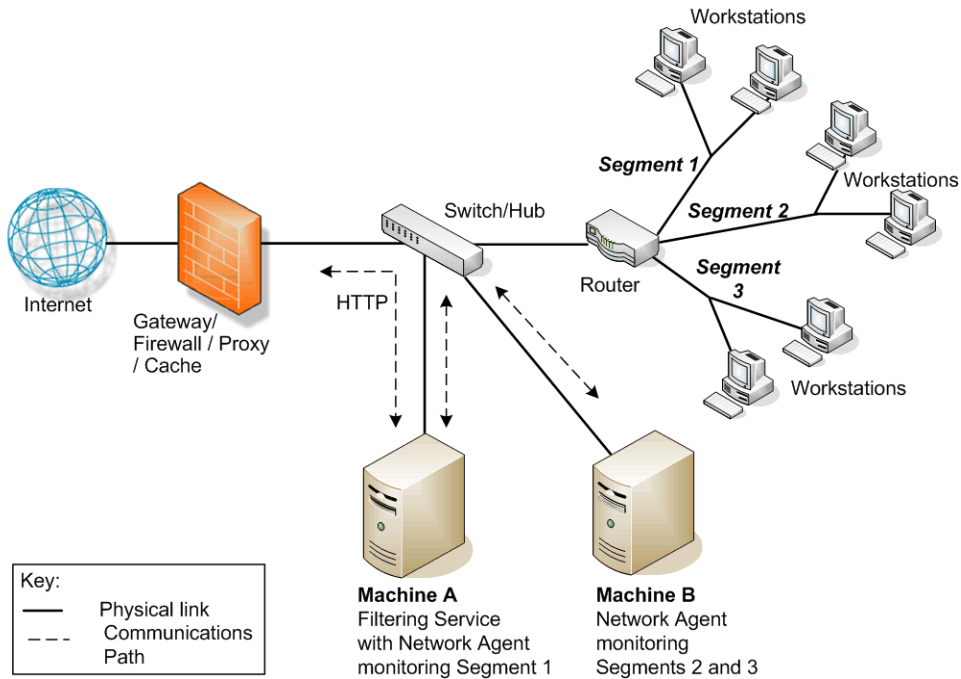 Workstations
Segment 1
Workstations
Segment 2
Switch/Hub
Segment
3
Router
Internet
HTTP
Gateway/
Firewall / Proxy
/ Cache
Workstations
Key:
Physical link
Communications
Path
Machine A
Filtering Service
with Network Agent
monitoring Segment 1
Machine B
Network Agent
monitoring
Segments 2 and 3